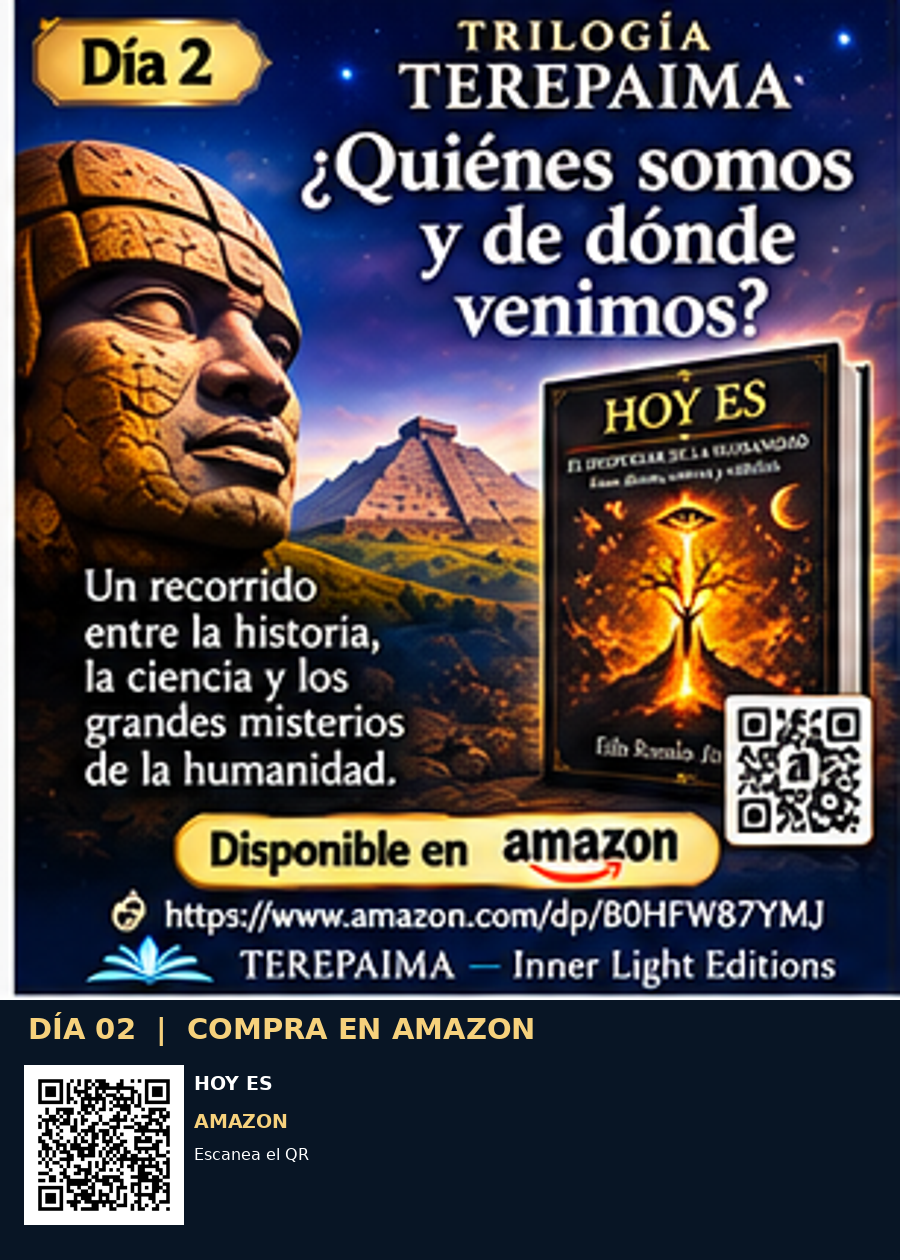 Día 2
TRILOGÍA
TEREPAIMA
¿Quiénes somos
y de dónde
venimos?
HOY ES
Un recorrido
entre la historia,
la ciencia y los
grandes misterios
de la humanidad.
Disponible en amazon
https://www.amazon.com/dp/B0HFW87YMJ
TEREPAIMA — Inner Light Editions
DÍA 02 | COMPRA EN AMAZON
HOY ES
AMAZON
Escanea el QR